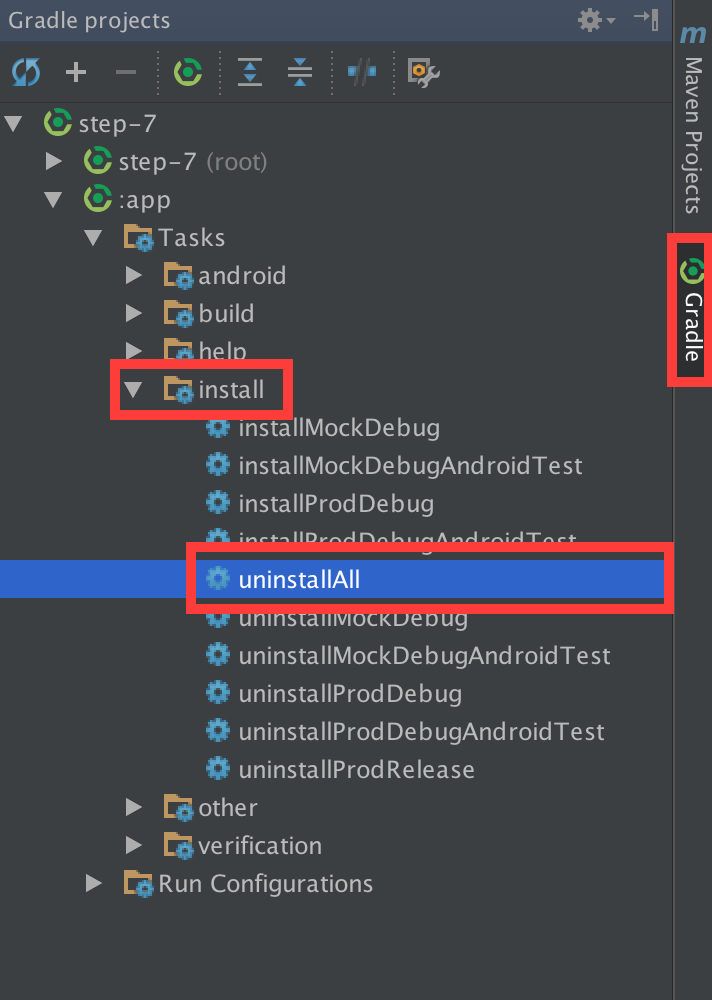 Gradle projects
step-7
step-7 (root)
:app
Tasks
android
build
help
install
installMockDebug
installMockDebugAndroidTest
installProdDebug
installProdDebugAndroidTest
uninstallAll
uninstallMockDebug
uninstallMockDebugAndroidTest
uninstallProdDebug
uninstallProdDebugAndroidTest
uninstallProdRelease
other
verification
Run Configurations
m
Maven Projects
Gradle